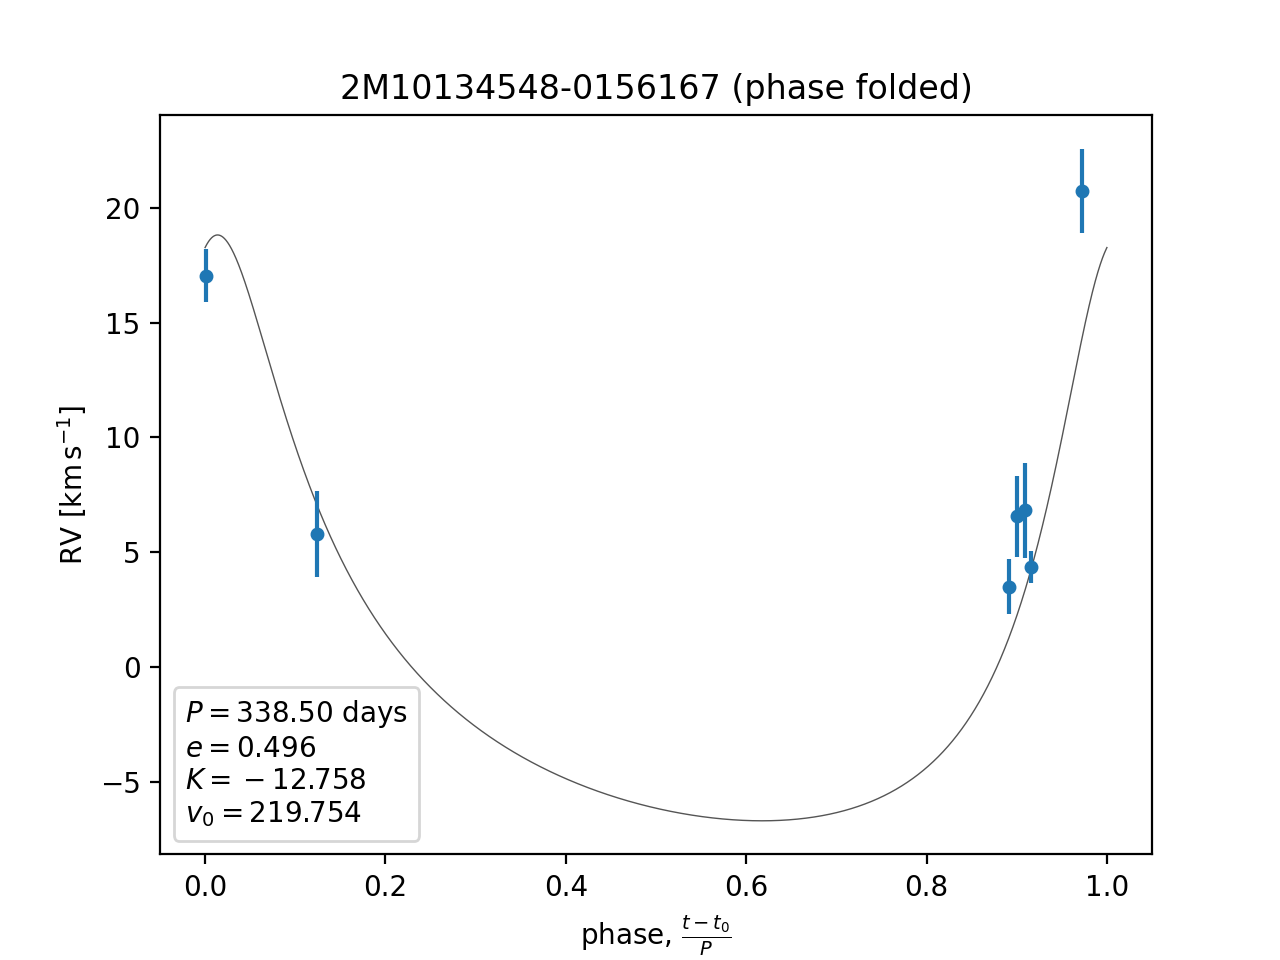 2M10134548-0156167 (phase folded)
20
15
10
5
0
−5
RV [km s⁻¹]
P = 338.50 days
e = 0.496
K = −12.758
v₀ = 219.754
0.0 0.2 0.4 0.6 0.8 1.0
phase, (t − t₀)/P